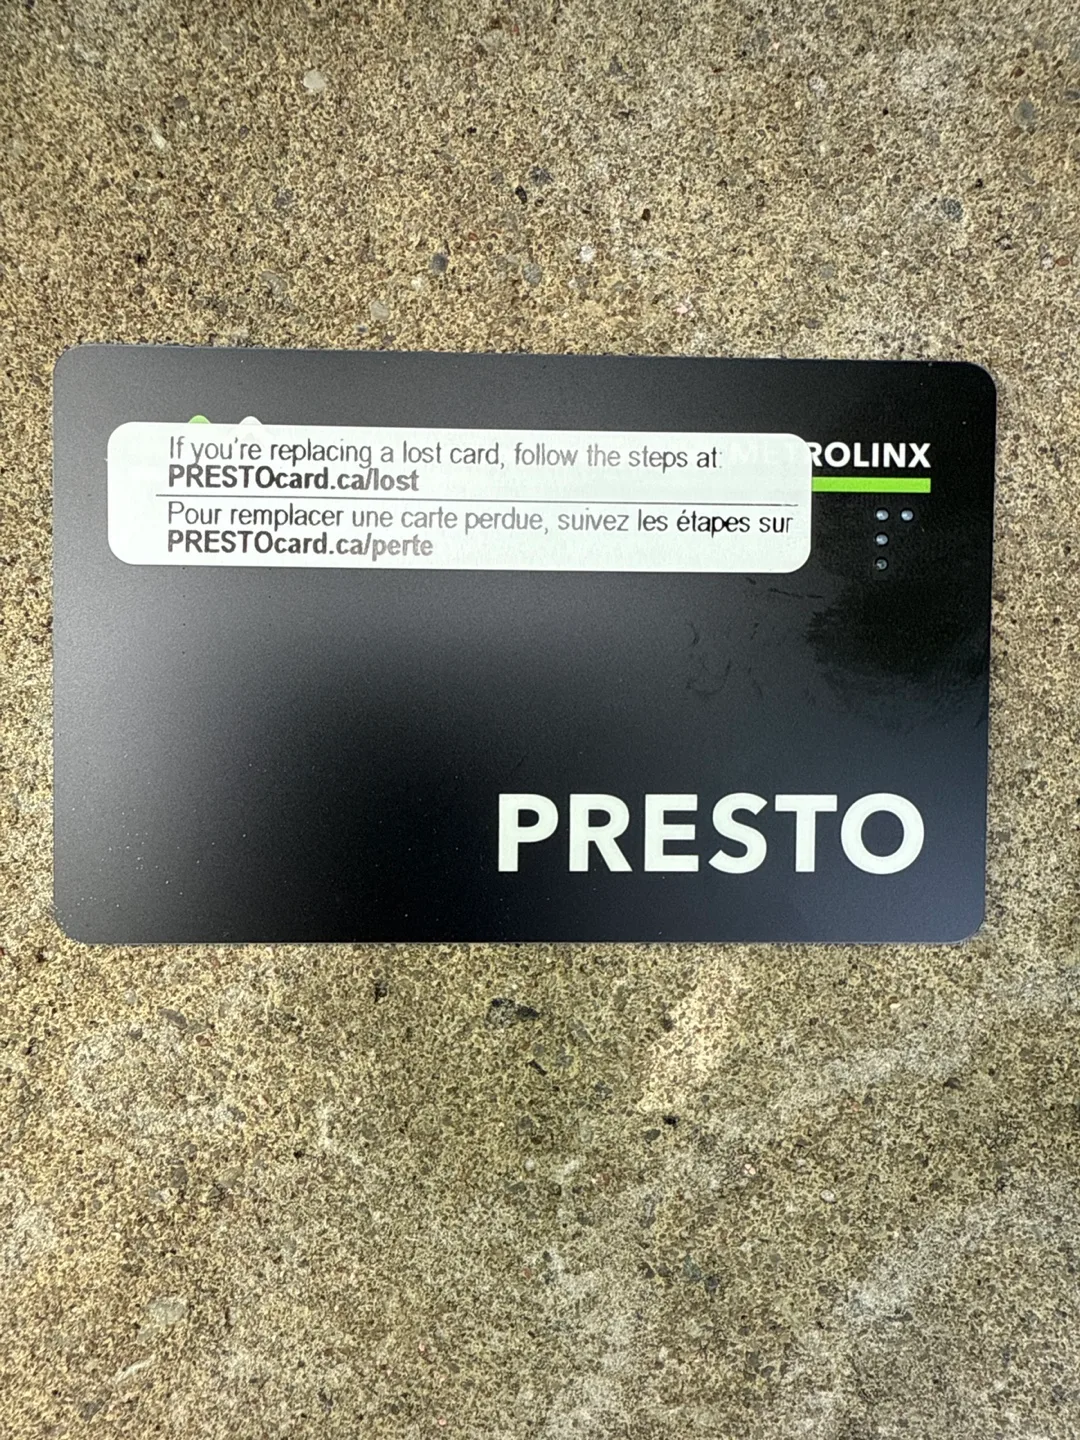 If you're replacing a lost card, follow the steps at:
PRESTOcard.ca/lost
Pour remplacer une carte perdue, suivez les étapes sur
PRESTOcard.ca/perte
METROLINX
PRESTO